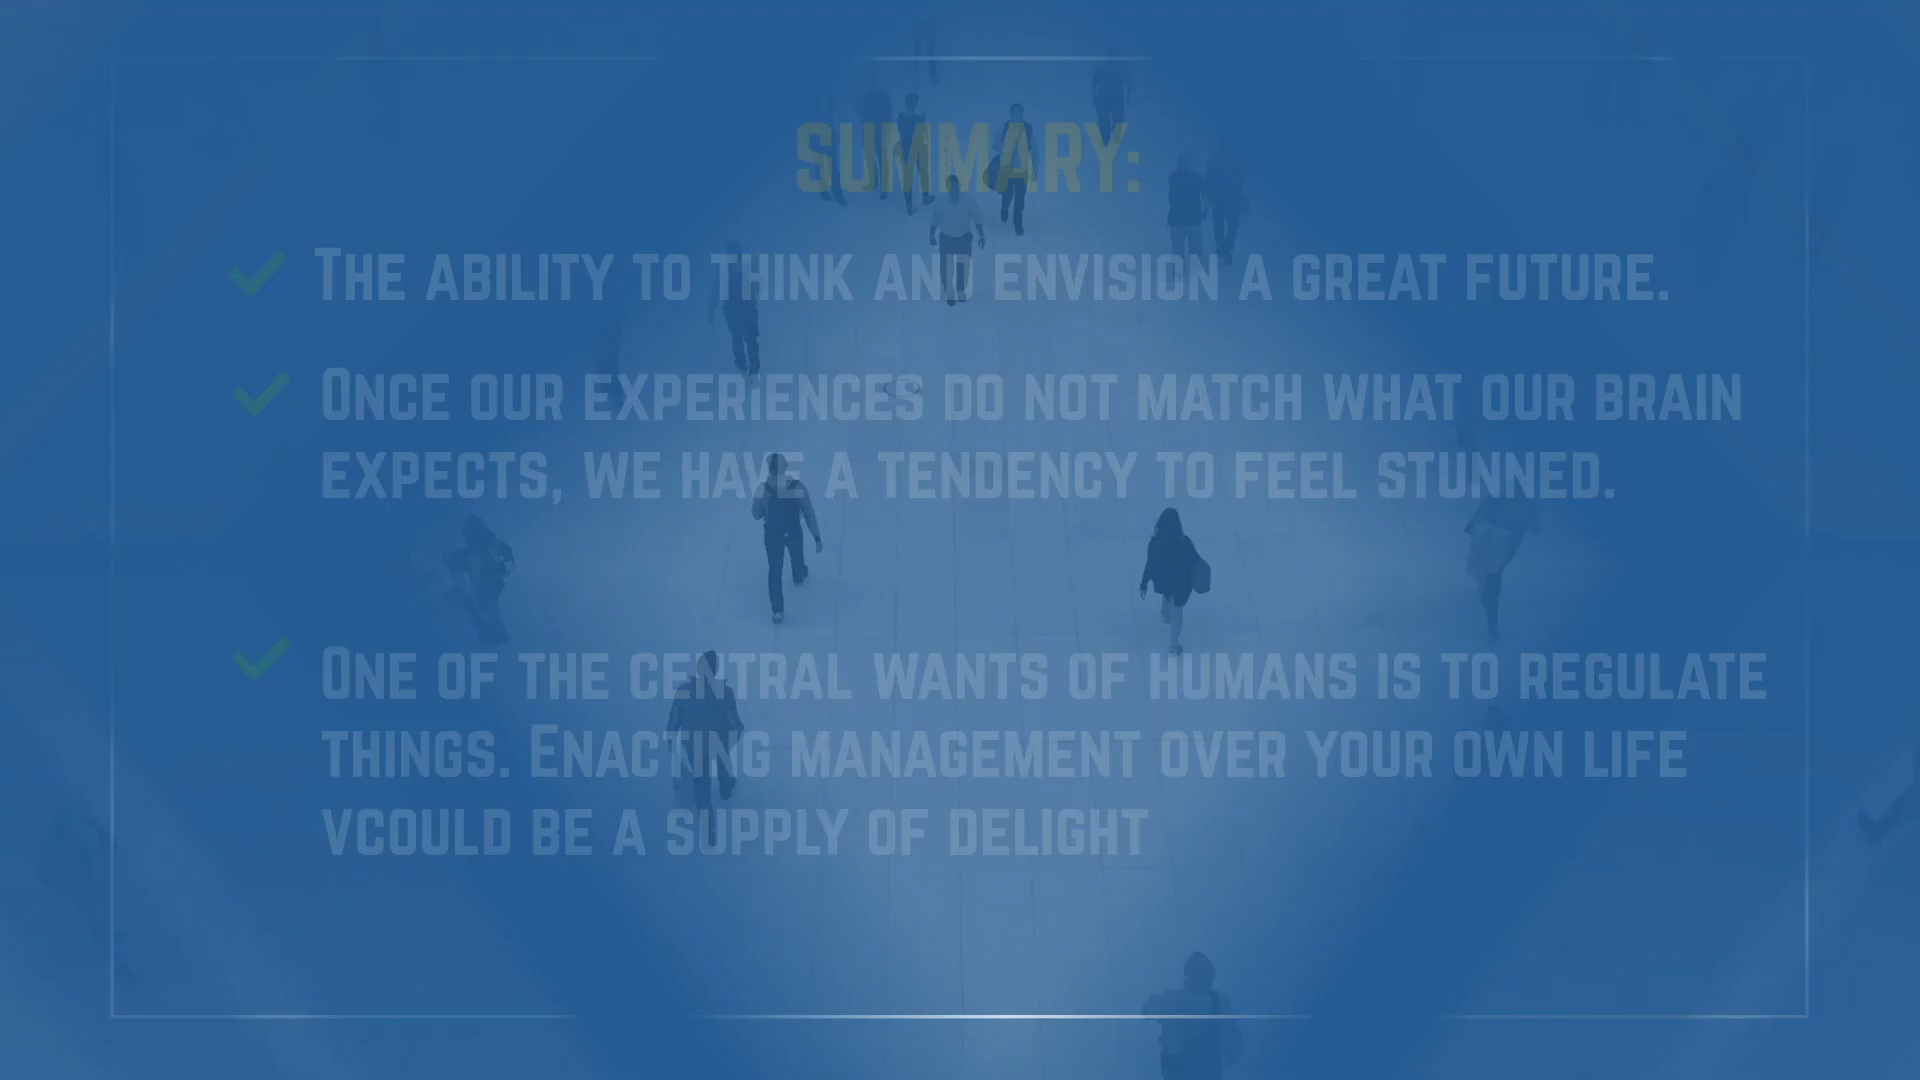 SUMMARY:
THE ABILITY TO THINK AND ENVISION A GREAT FUTURE.
ONCE OUR EXPERIENCES DO NOT MATCH WHAT OUR BRAIN
EXPECTS, WE HAVE A TENDENCY TO FEEL STUNNED.
ONE OF THE CENTRAL WANTS OF HUMANS IS TO REGULATE
THINGS. ENACTING MANAGEMENT OVER YOUR OWN LIFE
VCOULD BE A SUPPLY OF DELIGHT